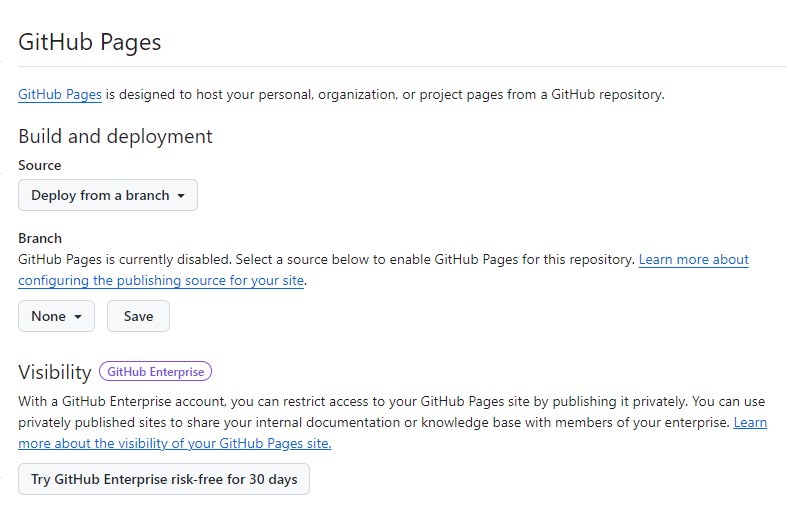 GitHub Pages
GitHub Pages is designed to host your personal, organization, or project pages from a GitHub repository.
Build and deployment
Source
Deploy from a branch
Branch
GitHub Pages is currently disabled. Select a source below to enable GitHub Pages for this repository. Learn more about
configuring the publishing source for your site.
None Save
Visibility GitHub Enterprise
With a GitHub Enterprise account, you can restrict access to your GitHub Pages site by publishing it privately. You can use
privately published sites to share your internal documentation or knowledge base with members of your enterprise. Learn
more about the visibility of your GitHub Pages site.
Try GitHub Enterprise risk-free for 30 days